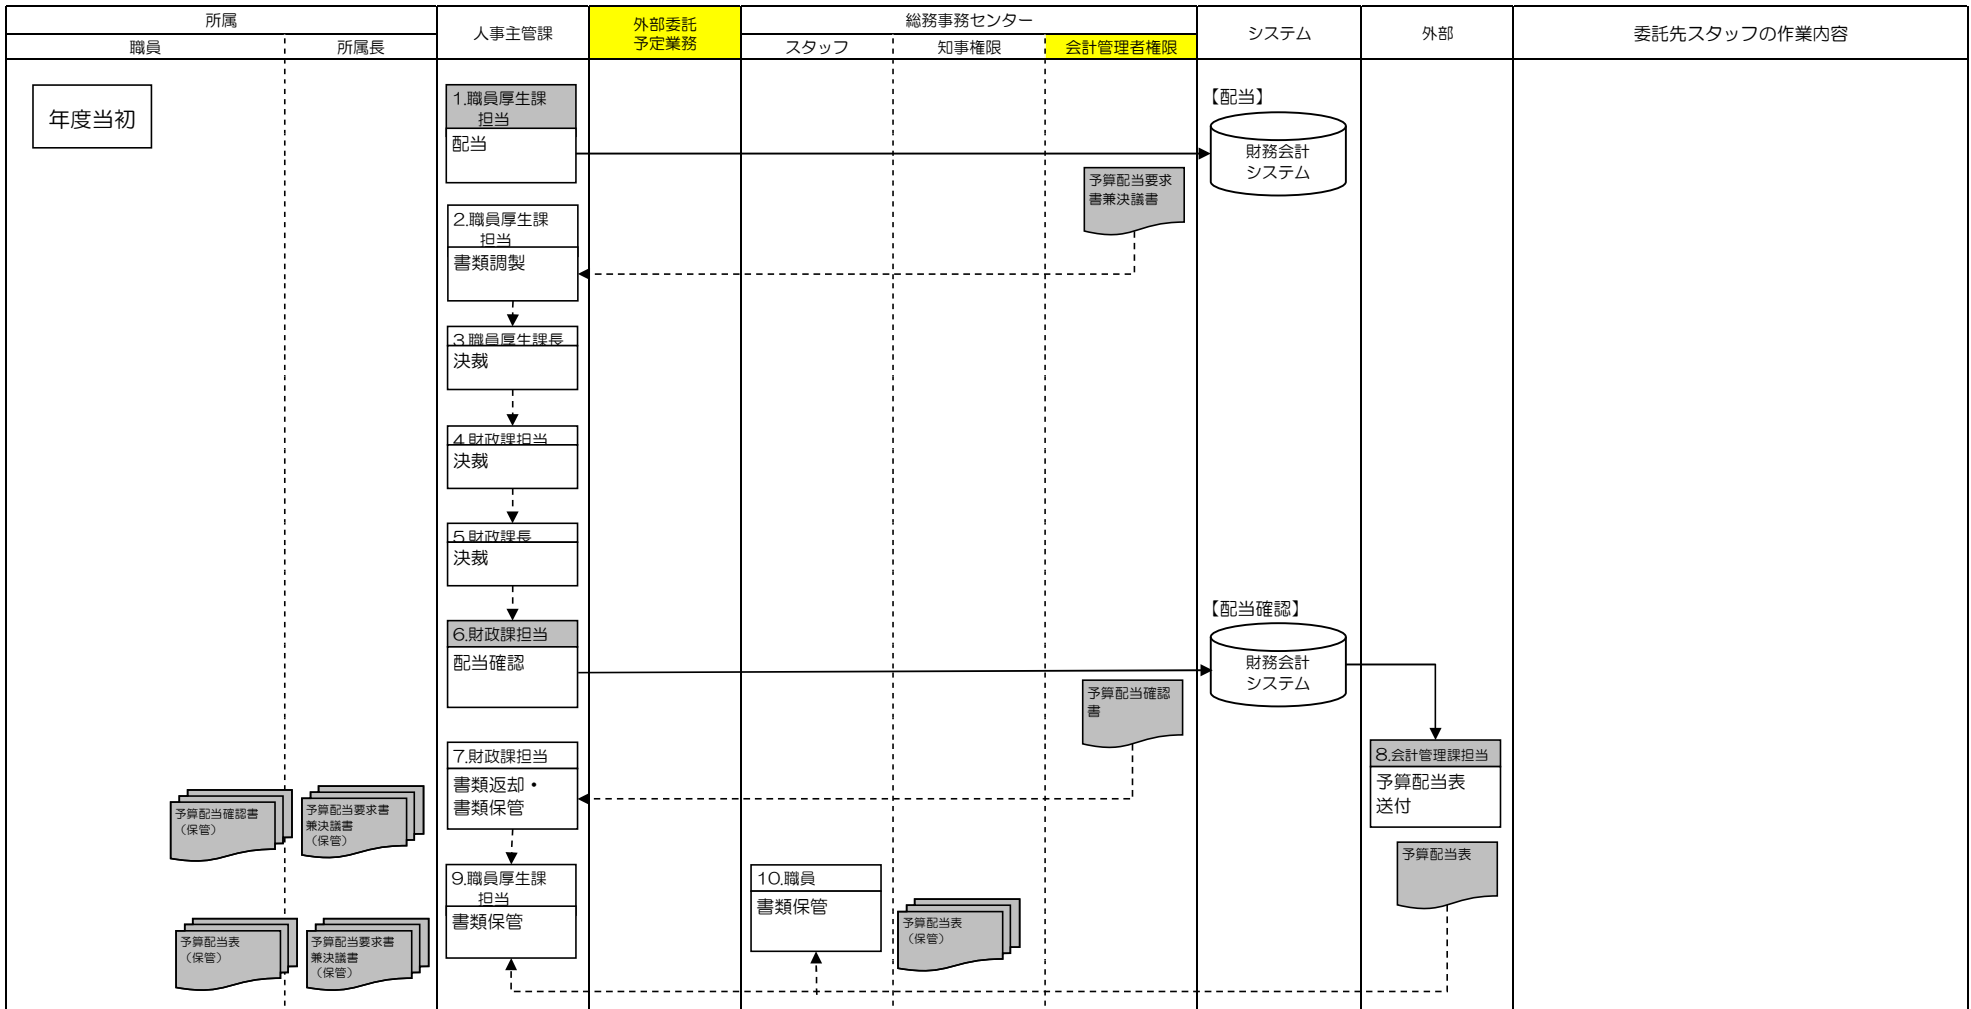 所属
人事主管課
外部委託
予定業務
総務事務センター
システム
外部
委託先スタッフの作業内容
職員
所属長
スタッフ
知事権限
会計管理者権限
年度当初
1.職員厚生課
担当
配当
【配当】
財務会計
システム
予算配当要求
書兼決議書
2.職員厚生課
担当
書類調製
3.職員厚生課長
決裁
4.財政課担当
決裁
5.財政課長
決裁
6.財政課担当
配当確認
【配当確認】
財務会計
システム
予算配当確認
書
7.財政課担当
書類返却・
書類保管
8.会計管理課担当
予算配当表
送付
予算配当確認書
（保管）
予算配当要求書
兼決議書
（保管）
予算配当表
9.職員厚生課
担当
書類保管
10.職員
書類保管
予算配当表
（保管）
予算配当表
（保管）
予算配当要求書
兼決議書
（保管）